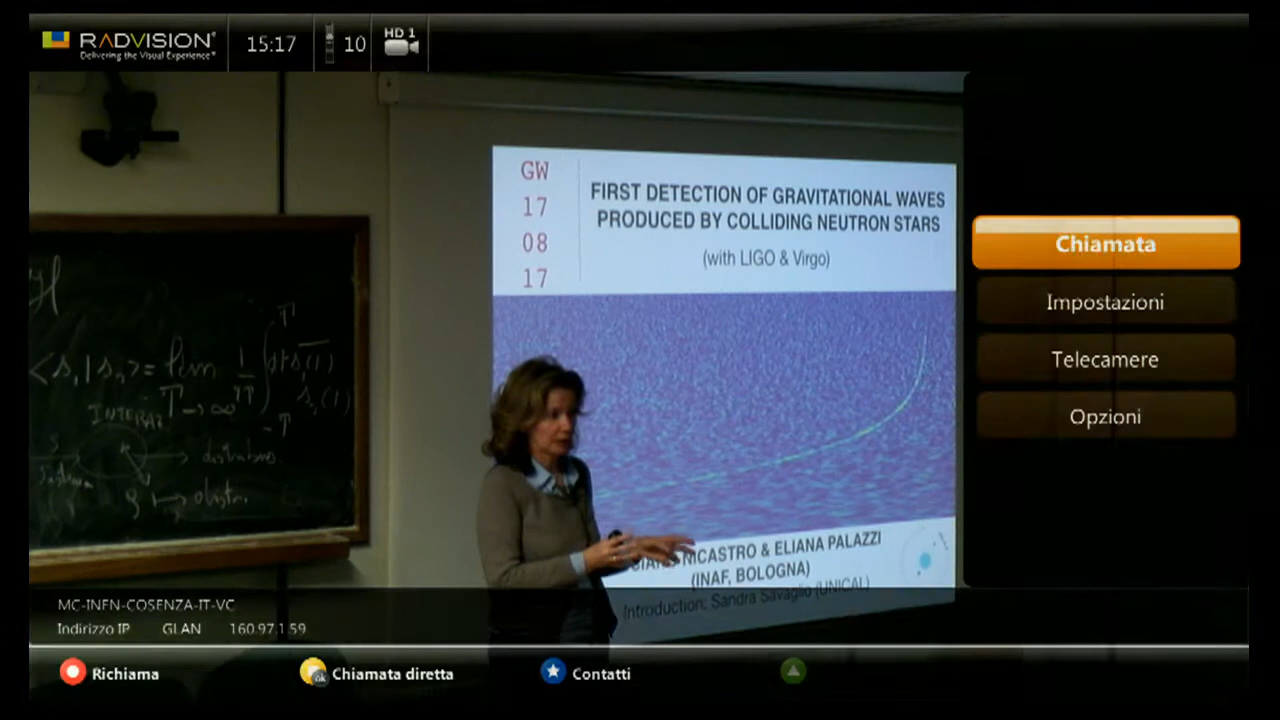 RADVISION
Delivering the Visual Experience®
15:17
10
HD 1
GW
17
08
17
FIRST DETECTION OF GRAVITATIONAL WAVES
PRODUCED BY COLLIDING NEUTRON STARS
(with LIGO & Virgo)
NICASTRO & ELIANA PALAZZI
(INAF, BOLOGNA)
Introduction: Sandra Savaglio (UNICAL)
Chiamata
Impostazioni
Telecamere
Opzioni
MC-INFN-COSENZA-IT-VC
Indirizzo IP GLAN 160.97.1.59
Richiama
ok
Chiamata diretta
Contatti